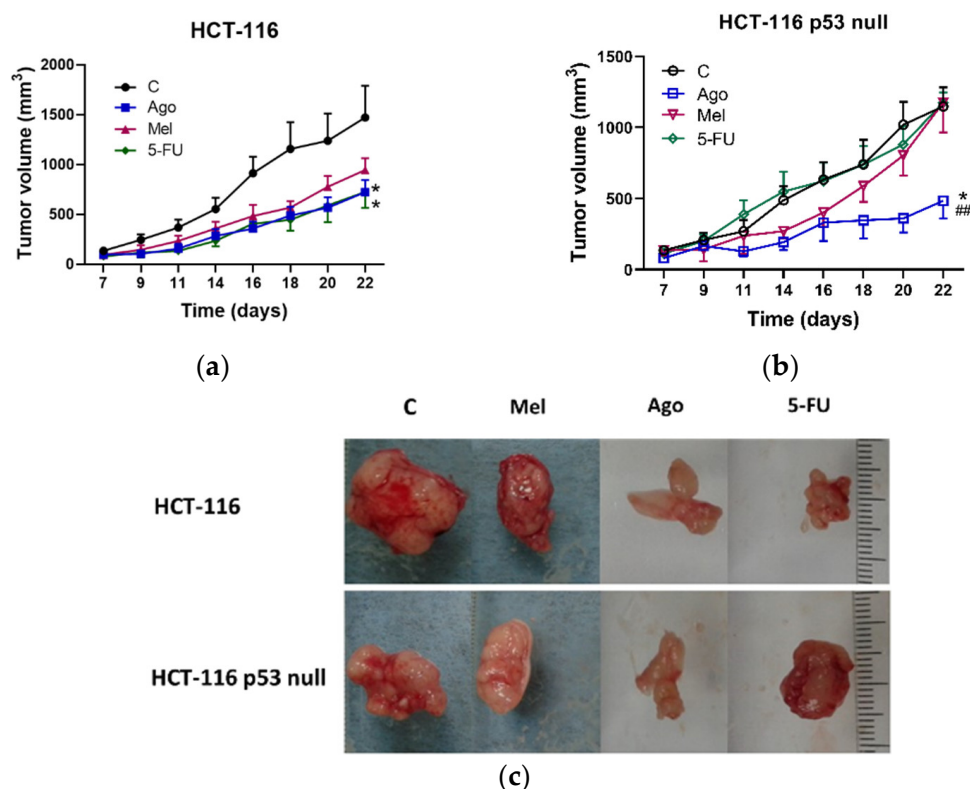 HCT-116
Tumor volume (mm³)
2000
1500
1000
500
0
C
Ago
Mel
5-FU
*
*
7 9 11 14 16 18 20 22
Time (days)
(a)
HCT-116 p53 null
Tumor volume (mm³)
1500
1000
500
0
C
Ago
Mel
5-FU
*
##
7 9 11 14 16 18 20 22
Time (days)
(b)
C Mel Ago 5-FU
HCT-116
HCT-116 p53 null
(c)